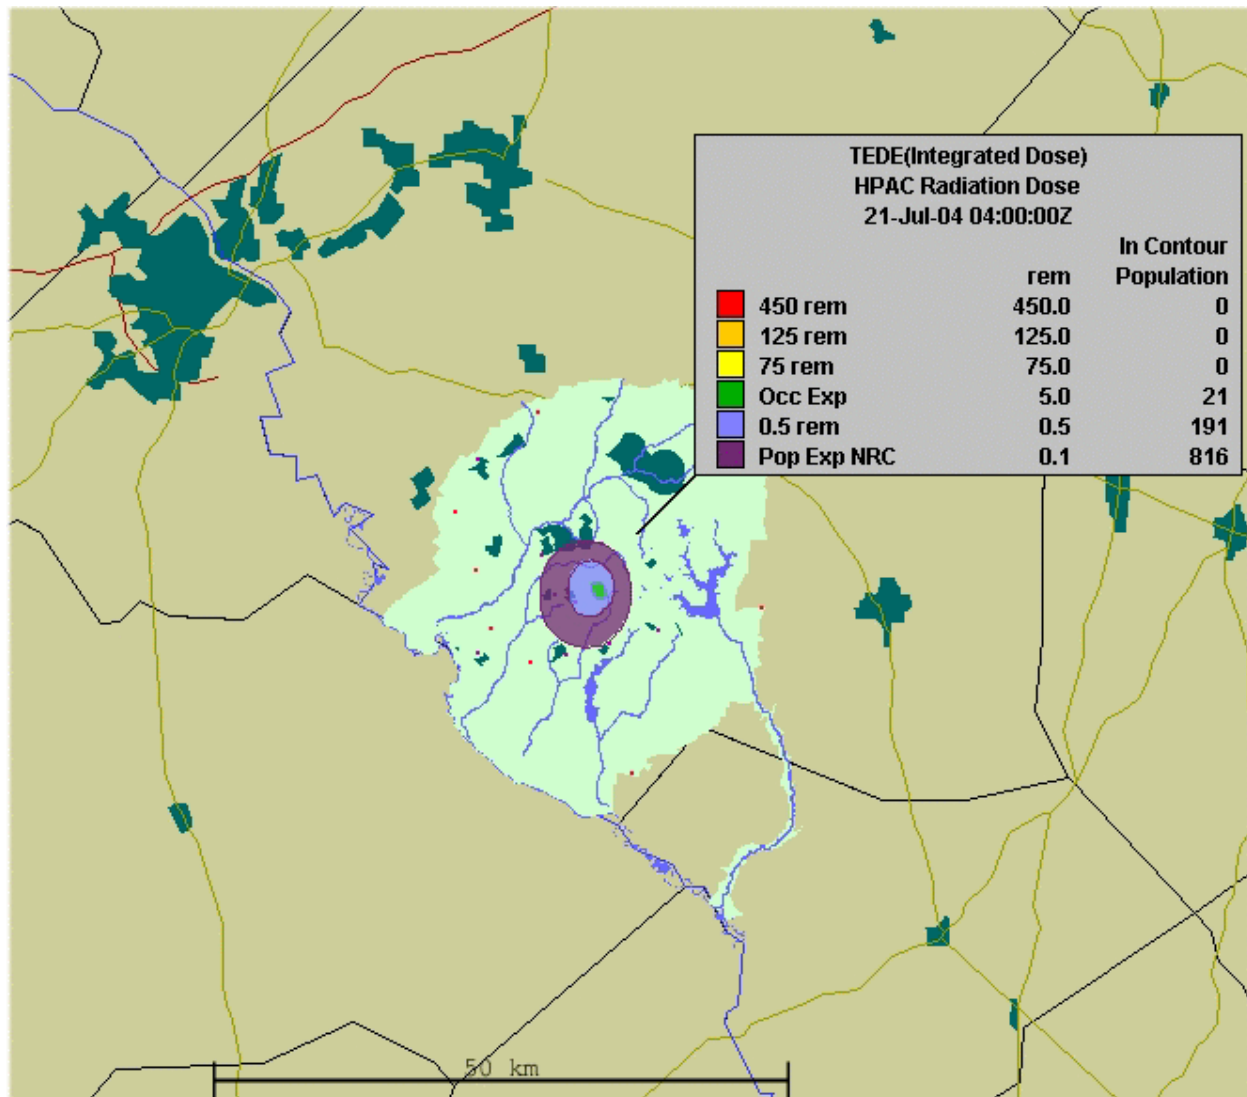 TEDE(Integrated Dose)
HPAC Radiation Dose
21-Jul-04 04:00:00Z
In Contour
rem Population
450 rem 450.0 0
125 rem 125.0 0
75 rem 75.0 0
Occ Exp 5.0 21
0.5 rem 0.5 191
Pop Exp NRC 0.1 816
50 km